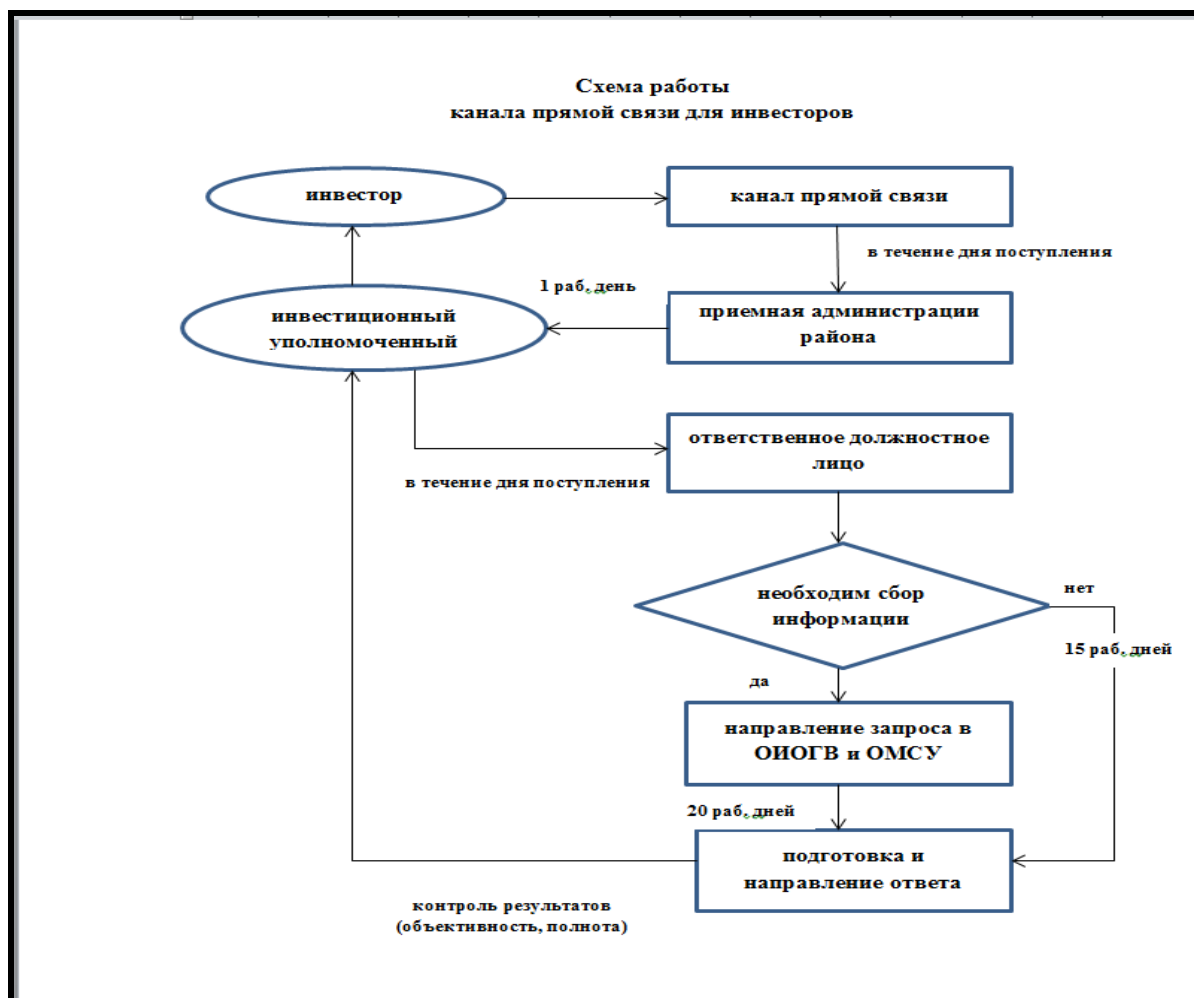 Схема работы
канала прямой связи для инвесторов
инвестор
канал прямой связи
в течение дня поступления
1 раб. день
инвестиционный
уполномоченный
приемная администрации
района
ответственное должностное
лицо
в течение дня поступления
необходим сбор
информации
нет
15 раб. дней
да
направление запроса в
ОИОГВ и ОМСУ
20 раб. дней
подготовка и
направление ответа
контроль результатов
(объективность, полнота)